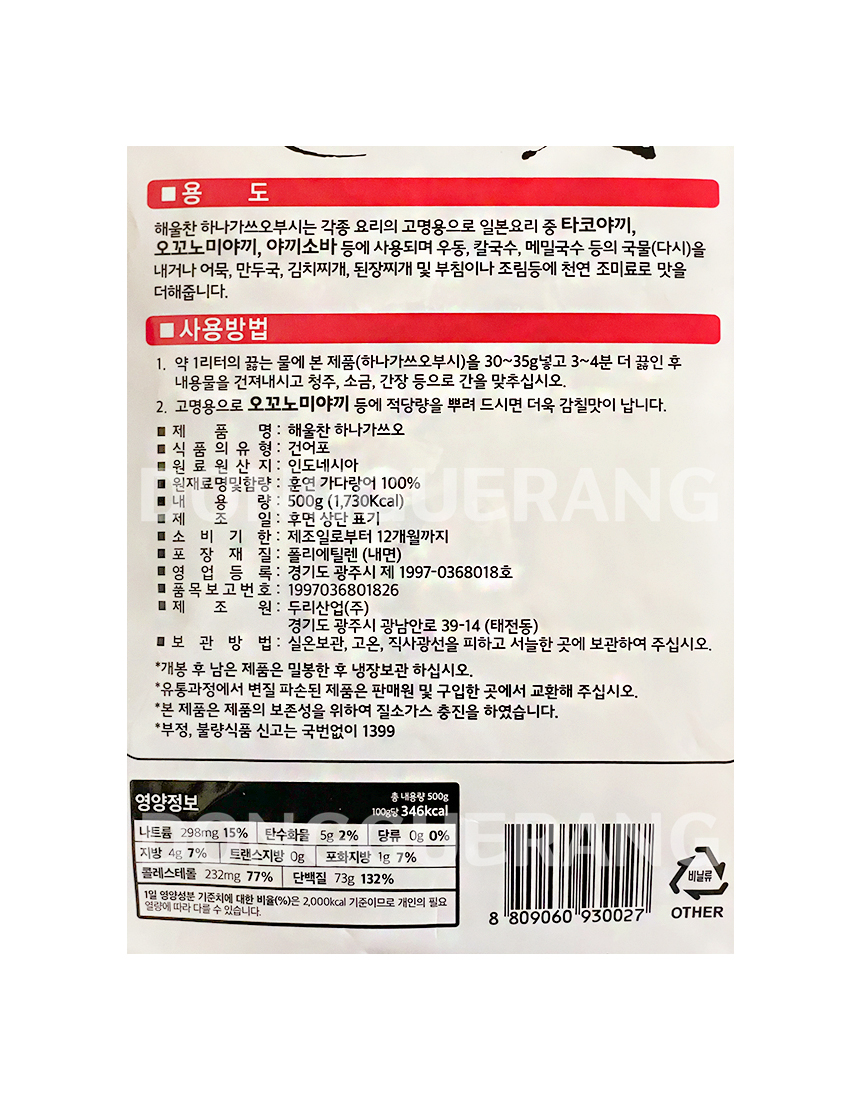 ■용 도
해울찬 하나가쓰오부시는 각종 요리의 고명용으로 일본요리 중 타코야끼,
오꼬노미야끼, 야끼소바 등에 사용되며 우동, 칼국수, 메밀국수 등의 국물(다시)을
내거나 어묵, 만두국, 김치찌개, 된장찌개 및 부침이나 조림등에 천연 조미료로 맛을
더해줍니다.
■사용방법
1. 약 1리터의 끓는 물에 본 제품(하나가쓰오부시)을 30~35g넣고 3~4분 더 끓인 후
내용물을 건져내시고 청주, 소금, 간장 등으로 간을 맞추십시오.
2. 고명용으로 오꼬노미야끼 등에 적당량을 뿌려 드시면 더욱 감칠맛이 납니다.
■ 제 품 명 : 해울찬 하나가쓰오
■ 식 품 의 유 형 : 건어포
■ 원 료 원 산 지 : 인도네시아
■ 원재료명및함량 : 훈연 가다랑어 100%
■ 내 용 량 : 500g (1,730Kcal)
DONGGUERANG
■ 제 조 일 : 후면 상단 표기
■ 소 비 기 한 : 제조일로부터 12개월까지
■ 포 장 재 질 : 폴리에틸렌 (내면)
■ 영 업 등 록 : 경기도 광주시 제 1997-0368018호
■ 품목보고번호 : 1997036801826
■ 제 조 원 : 두리산업(주)
경기도 광주시 광남안로 39-14 (태전동)
■ 보 관 방 법 : 실온보관, 고온, 직사광선을 피하고 서늘한 곳에 보관하여 주십시오.
*개봉 후 남은 제품은 밀봉한 후 냉장보관 하십시오.
*유통과정에서 변질 파손된 제품은 판매원 및 구입한 곳에서 교환해 주십시오.
*본 제품은 제품의 보존성을 위하여 질소가스 충진을 하였습니다.
*부정, 불량식품 신고는 국번없이 1399
영양정보
총 내용량 500g
100g당 346kcal
나트륨 298mg 15% 탄수화물 5g 2% 당류 0g 0%
지방 4g 7% 트랜스지방 0g 포화지방 1g 7%
DONGGUERANG
콜레스테롤 232mg 77% 단백질 73g 132%
1일 영양성분 기준치에 대한 비율(%)은 2,000kcal 기준이므로 개인의 필요
열량에 따라 다를 수 있습니다.
비닐류
OTHER
8 809060 930027